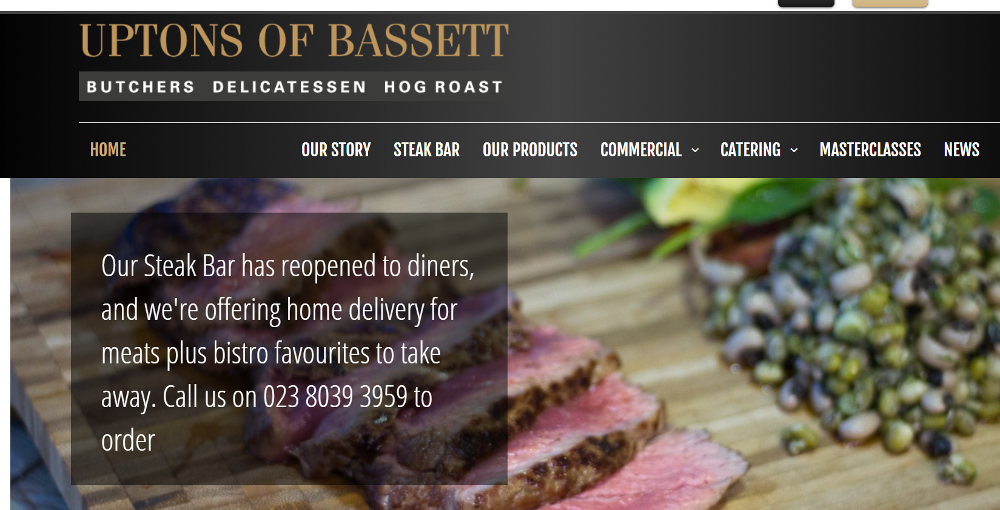 UPTONS OF BASSETT
BUTCHERS DELICATESSEN HOG ROAST
HOME OUR STORY STEAK BAR OUR PRODUCTS COMMERCIAL CATERING MASTERCLASSES NEWS
Our Steak Bar has reopened to diners,
and we're offering home delivery for
meats plus bistro favourites to take
away. Call us on 023 8039 3959 to
order